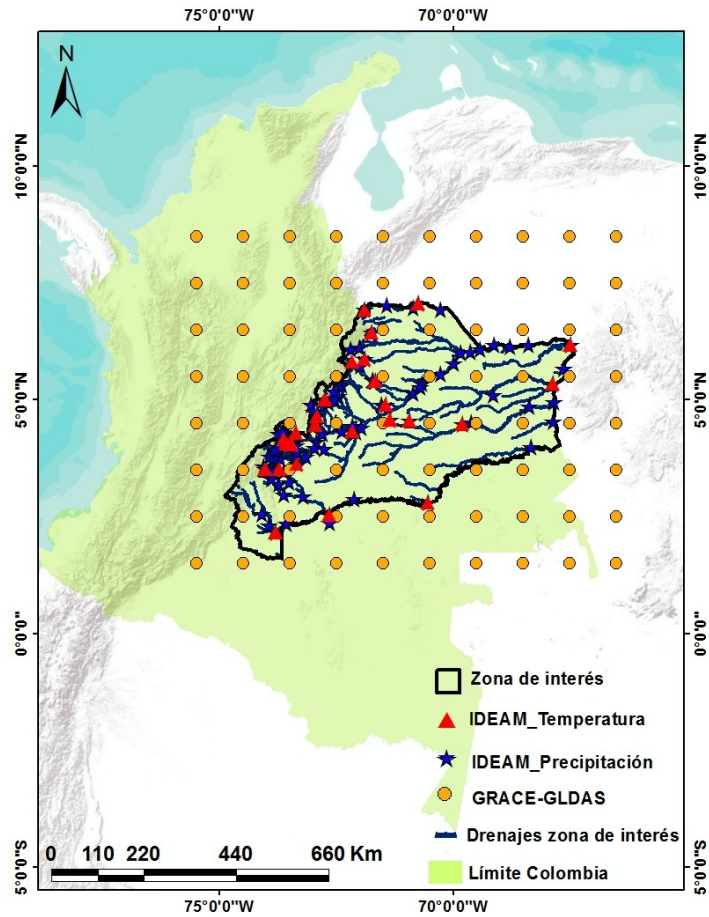 75°0'0"W 70°0'0"W
N
10°0'0"N 10°0'0"N
5°0'0"N 5°0'0"N
0°0'0" 0°0'0"
Zona de interés
IDEAM_Temperatura
IDEAM_Precipitación
GRACE-GLDAS
Drenajes zona de interés
Límite Colombia
0 110 220 440 660 Km
5°0'0"S 5°0'0"S
75°0'0"W 70°0'0"W